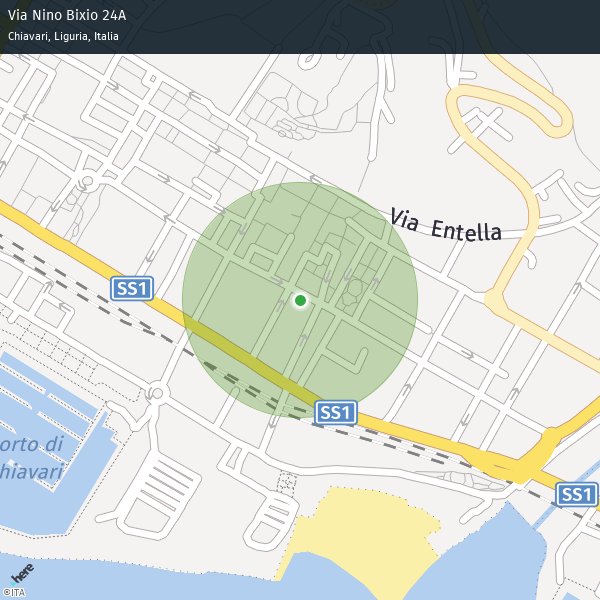 Via Nino Bixio 24A
Chiavari, Liguria, Italia
Via Entella
SS1
SS1
orto di
hiavari
SS1
here
©ITA